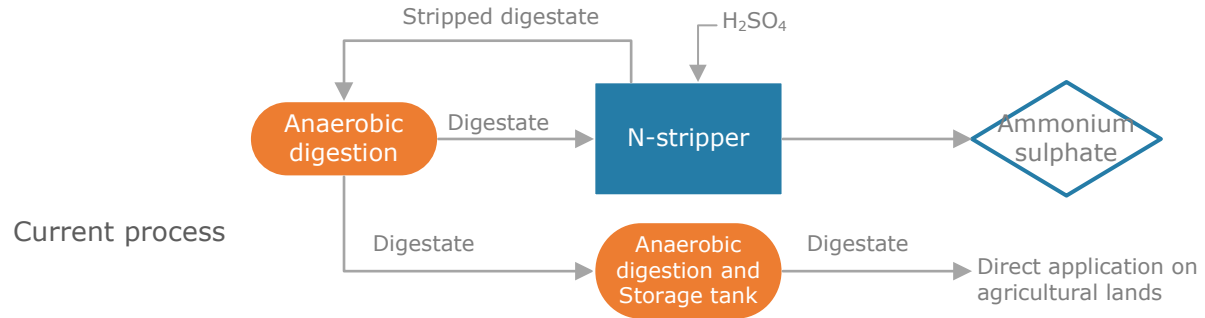 Stripped digestate
H₂SO₄
Anaerobic
digestion
Digestate
N-stripper
Ammonium
sulphate
Current process
Digestate
Anaerobic
digestion and
Storage tank
Digestate
Direct application on
agricultural lands